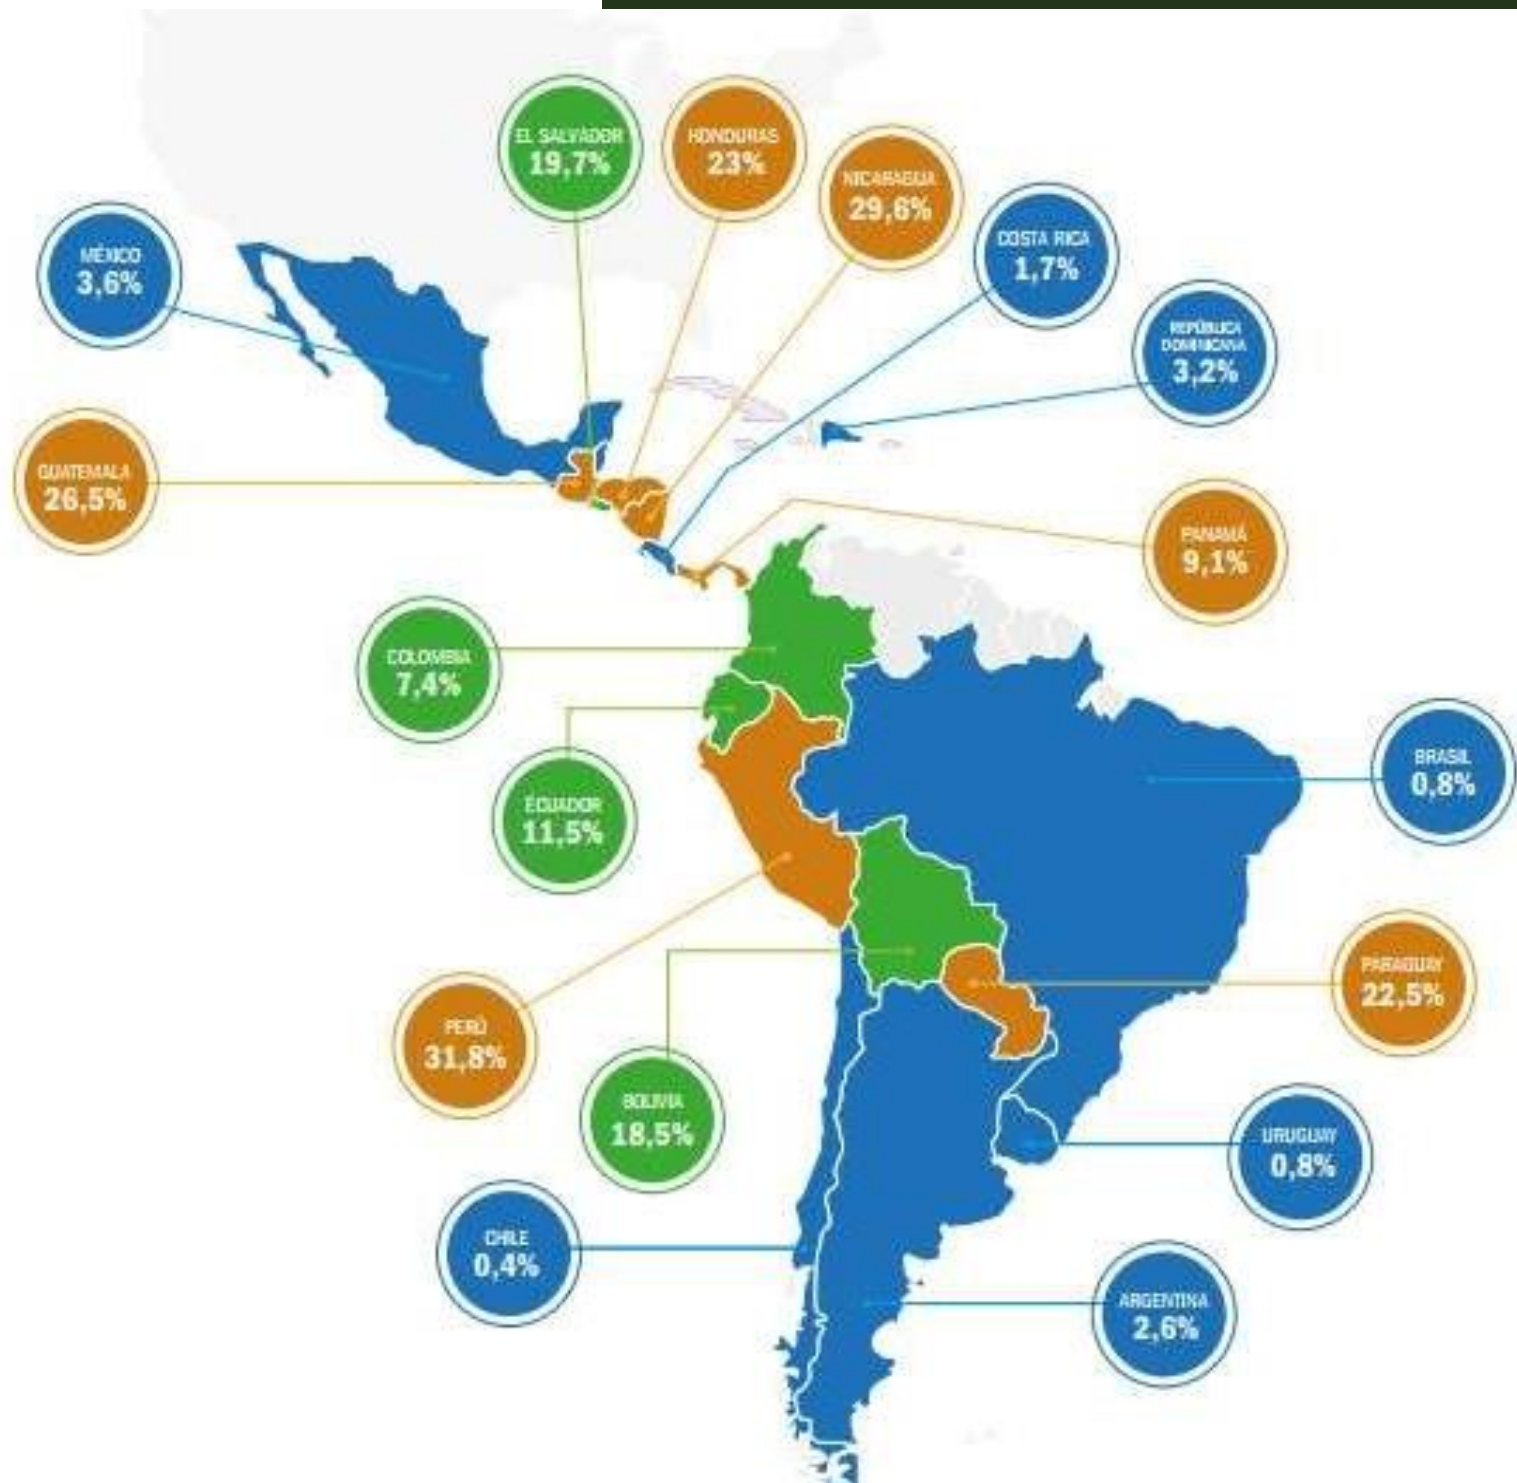 EL SALVADOR
19,7%
HONDURAS
23%
NICARAGUA
29,6%
COSTA RICA
1,7%
MÉXICO
3,6%
REPÚBLICA
DOMINICANA
3,2%
GUATEMALA
26,5%
PANAMÁ
9,1%
COLOMBIA
7,4%
BRASIL
0,8%
ECUADOR
11,5%
PARAGUAY
22,5%
PERÚ
31,8%
BOLIVIA
18,5%
URUGUAY
0,8%
CHILE
0,4%
ARGENTINA
2,6%